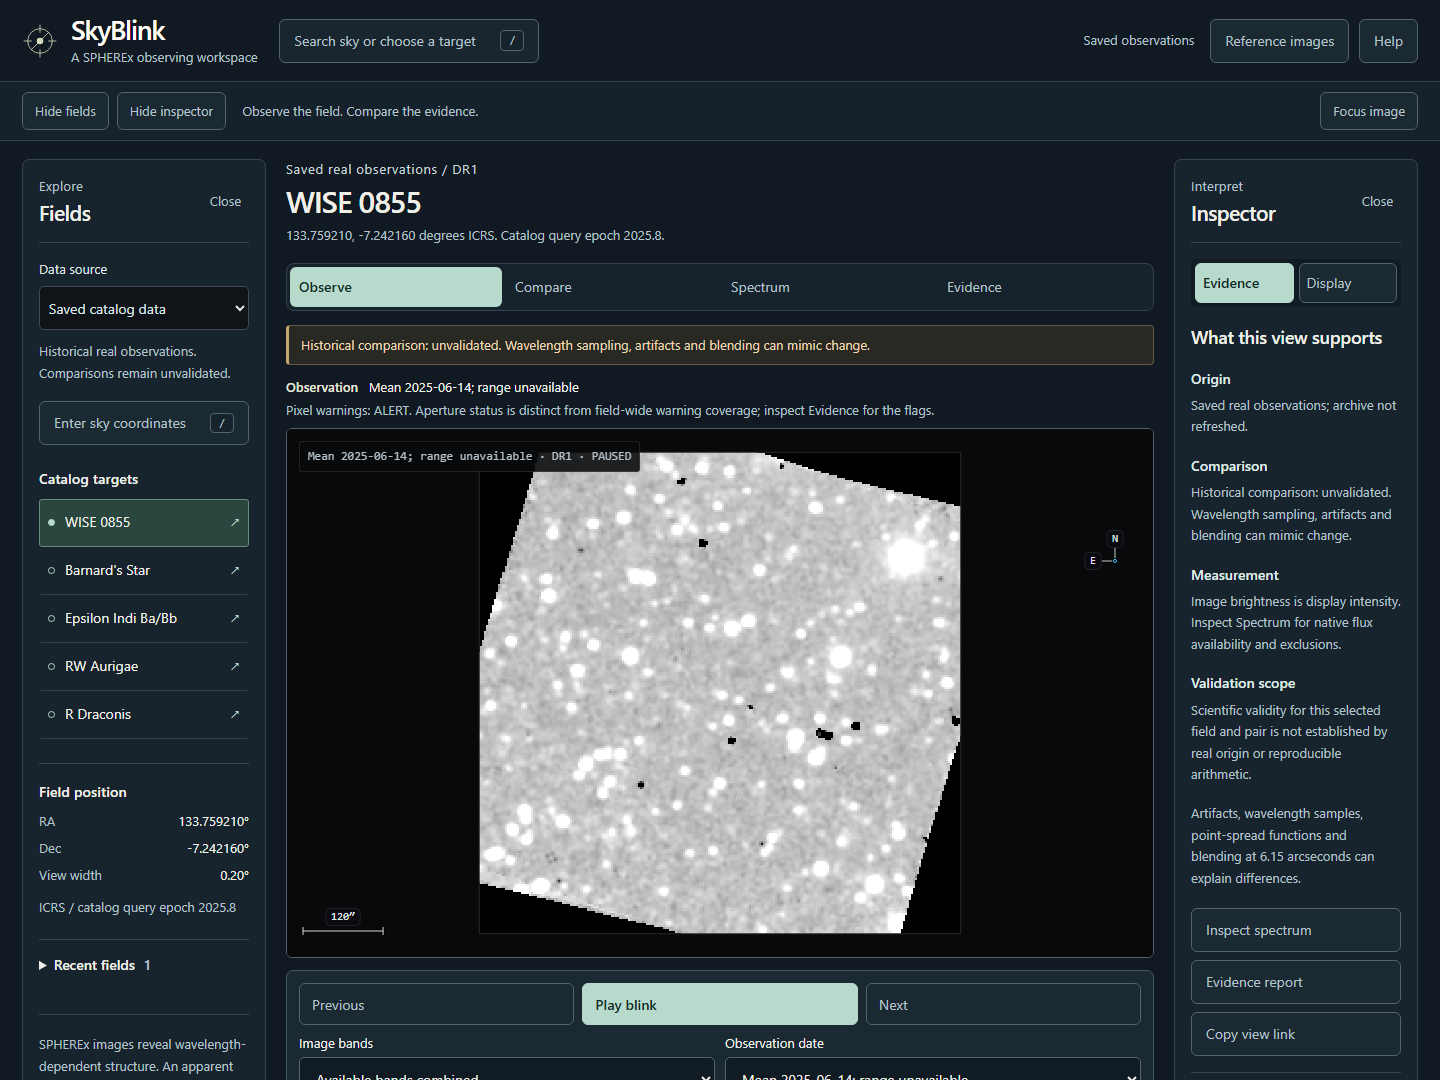 SkyBlink
A SPHEREx observing workspace
Search sky or choose a target /
Saved observations
Reference images
Help
Hide fields
Hide inspector
Observe the field. Compare the evidence.
Focus image
Explore
Fields
Close
Data source
Saved catalog data
Historical real observations.
Comparisons remain unvalidated.
Enter sky coordinates /
Catalog targets
WISE 0855 ↗
Barnard's Star ↗
Epsilon Indi Ba/Bb ↗
RW Aurigae ↗
R Draconis ↗
Field position
RA 133.759210°
Dec -7.242160°
View width 0.20°
ICRS / catalog query epoch 2025.8
Recent fields 1
SPHEREx images reveal wavelength-
dependent structure. An apparent
Saved real observations / DR1
WISE 0855
133.759210, -7.242160 degrees ICRS. Catalog query epoch 2025.8.
Observe
Compare
Spectrum
Evidence
Historical comparison: unvalidated. Wavelength sampling, artifacts and blending can mimic change.
Observation Mean 2025-06-14; range unavailable
Pixel warnings: ALERT. Aperture status is distinct from field-wide warning coverage; inspect Evidence for the flags.
Mean 2025-06-14; range unavailable · DR1 · PAUSED
N
E
120″
Previous
Play blink
Next
Image bands
Observation date
Available bands combined
Mean 2025-06-14; range unavailable
Interpret
Inspector
Close
Evidence
Display
What this view supports
Origin
Saved real observations; archive not
refreshed.
Comparison
Historical comparison: unvalidated.
Wavelength sampling, artifacts and
blending can mimic change.
Measurement
Image brightness is display intensity.
Inspect Spectrum for native flux
availability and exclusions.
Validation scope
Scientific validity for this selected
field and pair is not established by
real origin or reproducible
arithmetic.
Artifacts, wavelength samples,
point-spread functions and
blending at 6.15 arcseconds can
explain differences.
Inspect spectrum
Evidence report
Copy view link